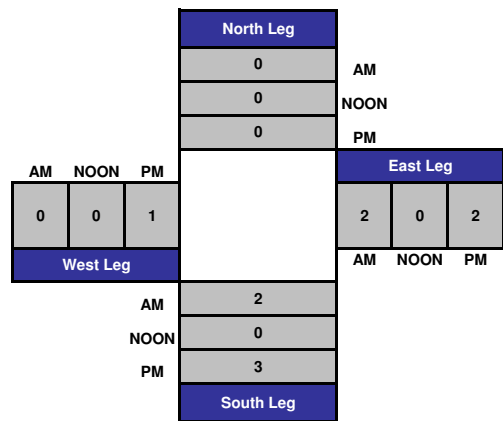 North Leg
0 AM
0 NOON
0 PM
AM NOON PM East Leg
0 0 1 2 0 2
West Leg AM NOON PM
AM 2
NOON 0
PM 3
South Leg